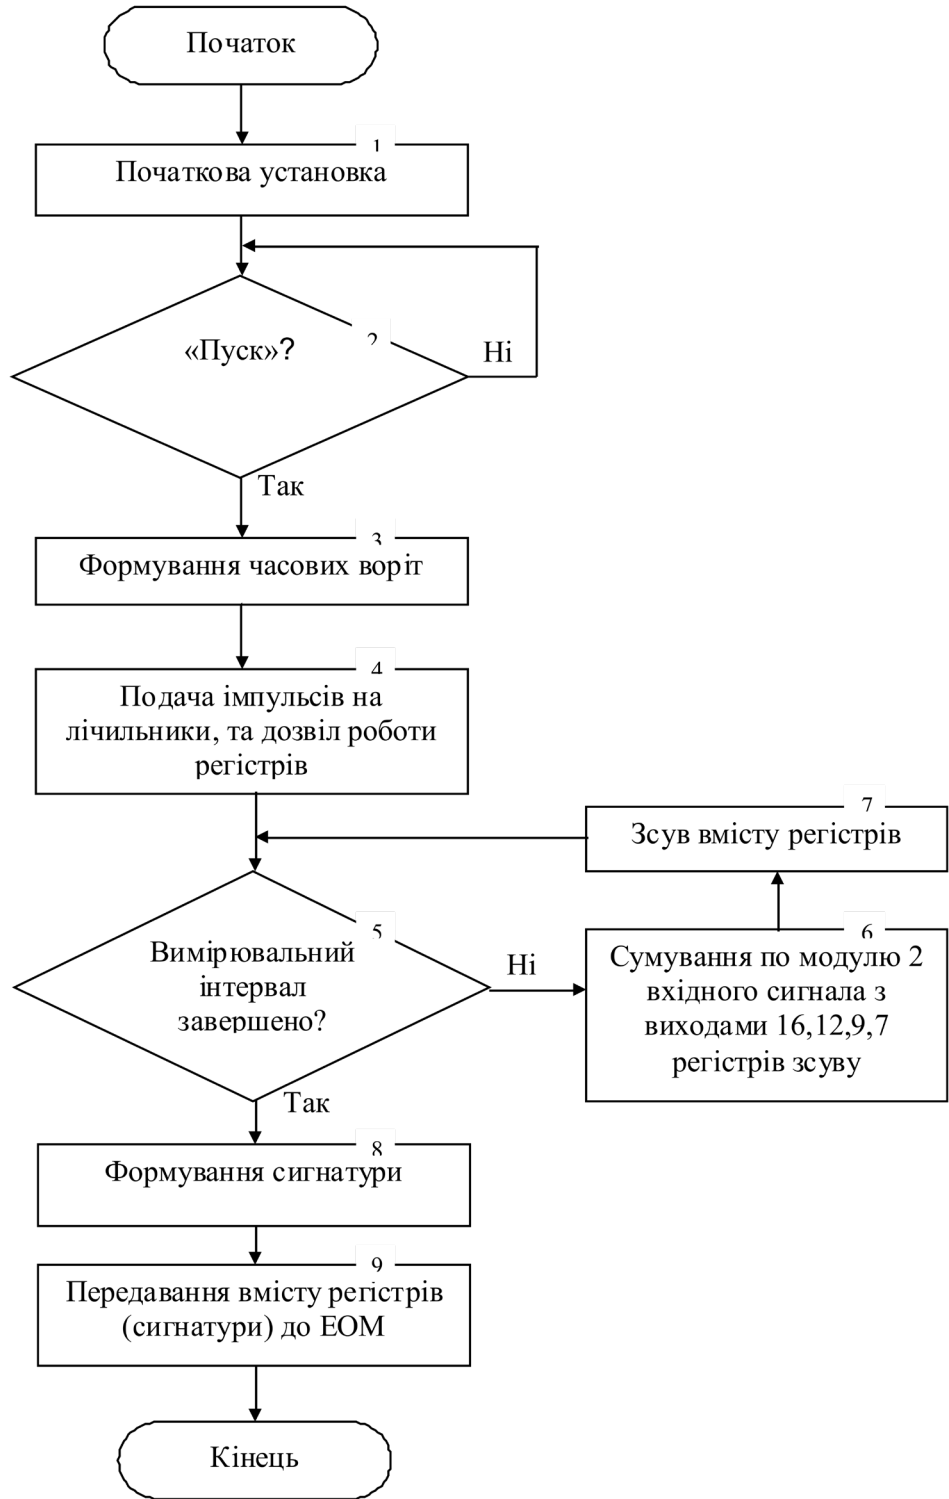 Початок
1
Початкова установка
2
«Пуск»?
Ні
Так
3
Формування часових воріт
4
Подача імпульсів на
лічильники, та дозвіл роботи
регістрів
7
Зсув вмісту регістрів
5
Вимірювальний
інтервал
завершено?
Ні
6
Сумування по модулю 2
вхідного сигнала з
виходами 16,12,9,7
регістрів зсуву
Так
8
Формування сигнатури
9
Передавання вмісту регістрів
(сигнатури) до ЕОМ
Кінець